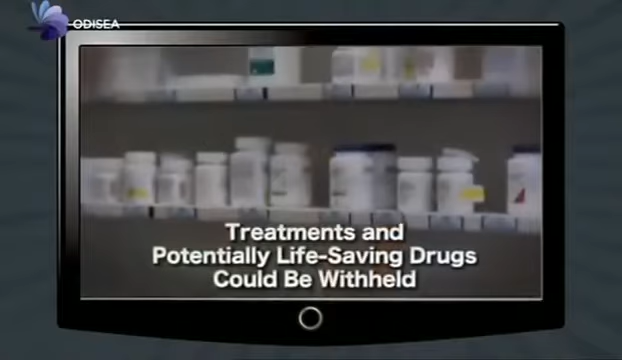 ODISEA
Treatments and
Potentially Life-Saving Drugs
Could Be Withheld